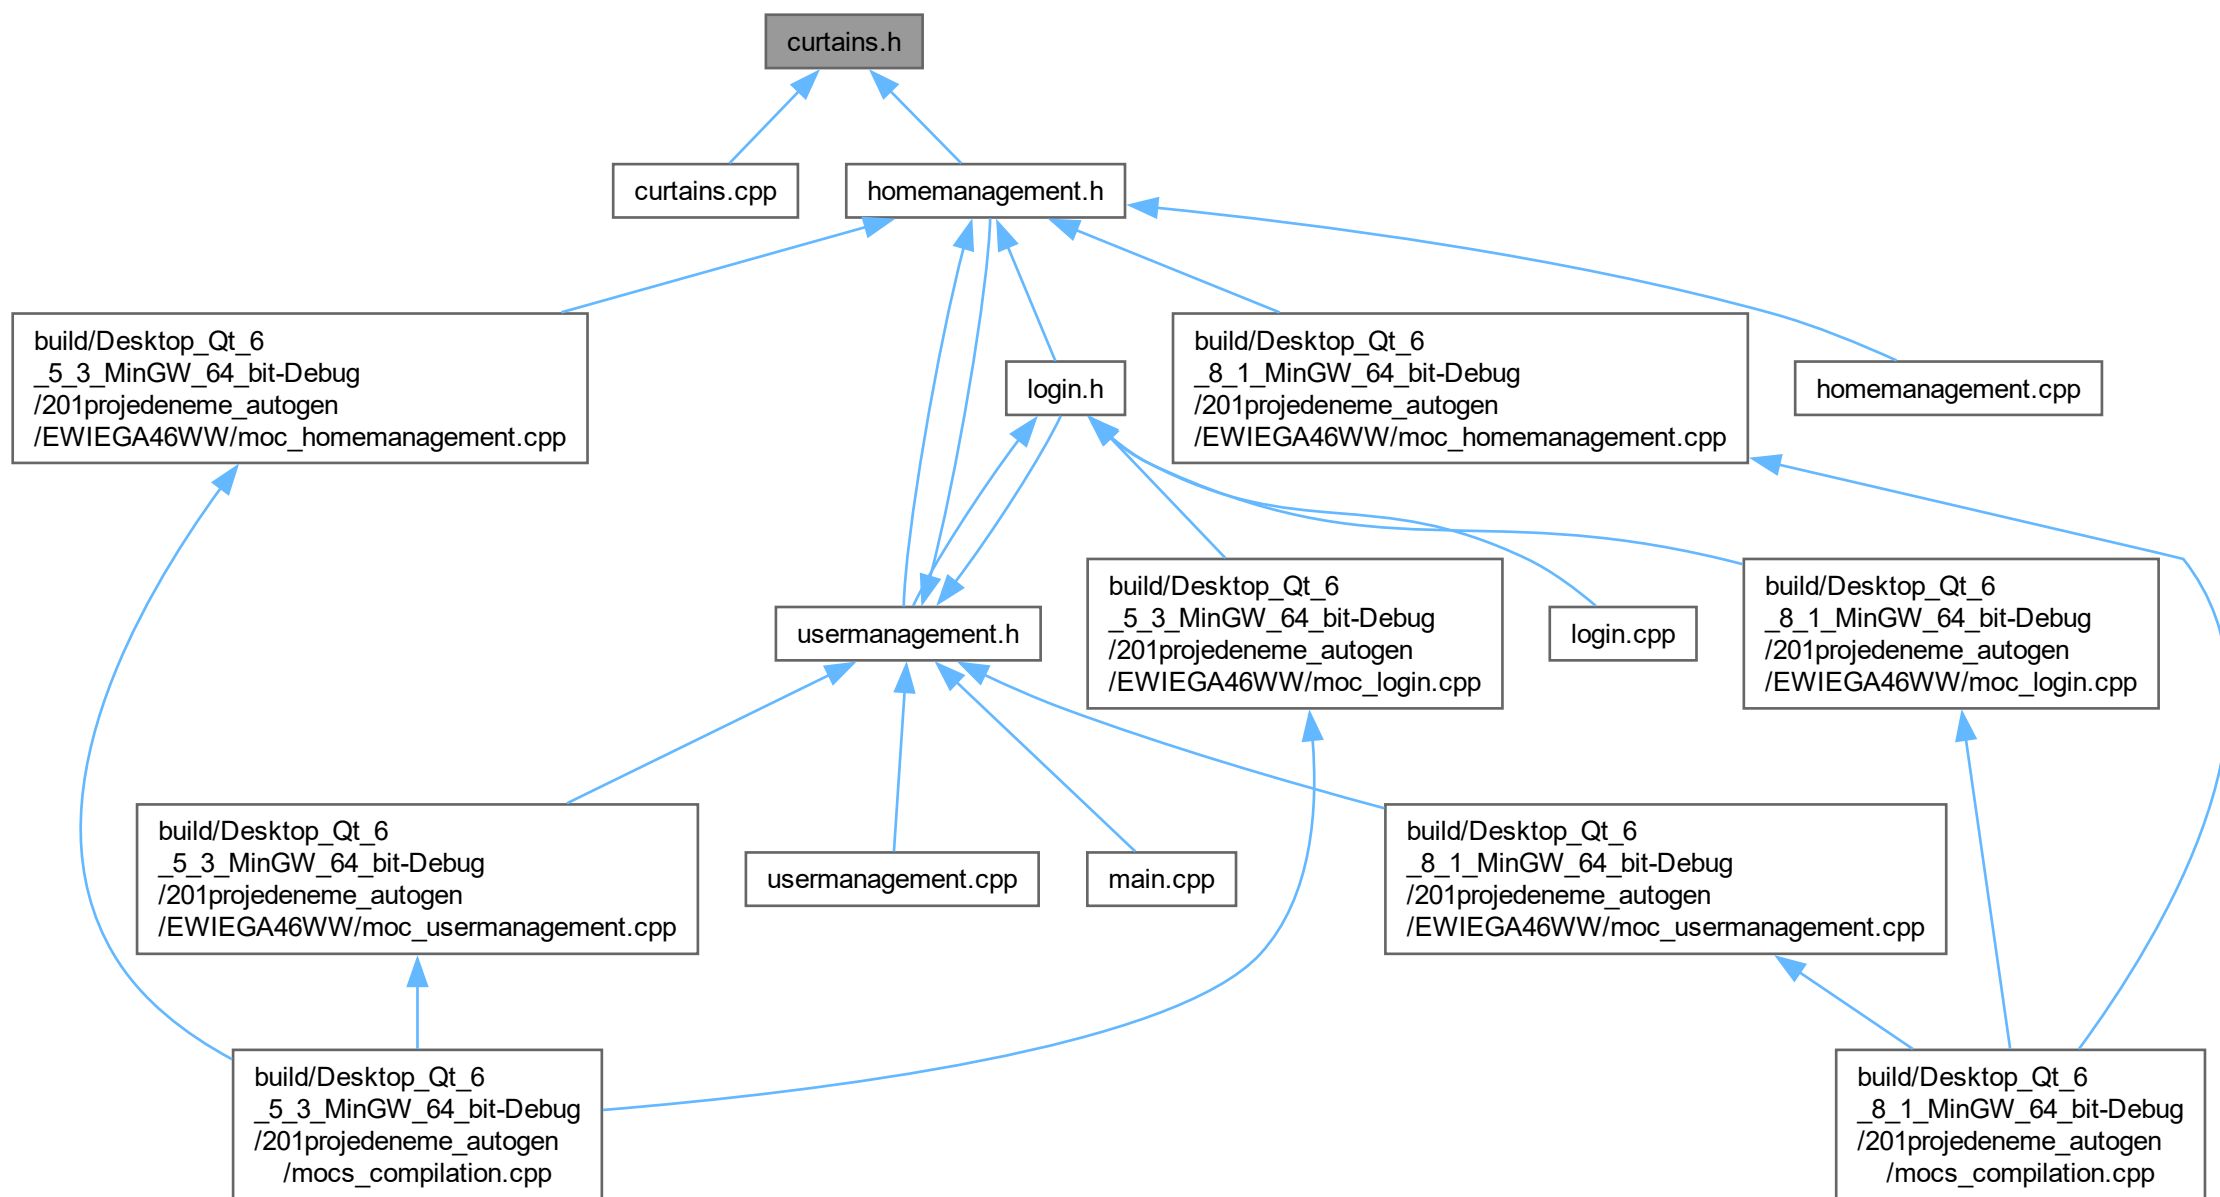 curtains.h
curtains.cpp
homemanagement.h
build/Desktop_Qt_6
_5_3_MinGW_64_bit-Debug
/201projedeneme_autogen
/EWIEGA46WW/moc_homemanagement.cpp
login.h
build/Desktop_Qt_6
_8_1_MinGW_64_bit-Debug
/201projedeneme_autogen
/EWIEGA46WW/moc_homemanagement.cpp
homemanagement.cpp
usermanagement.h
build/Desktop_Qt_6
_5_3_MinGW_64_bit-Debug
/201projedeneme_autogen
/EWIEGA46WW/moc_login.cpp
login.cpp
build/Desktop_Qt_6
_8_1_MinGW_64_bit-Debug
/201projedeneme_autogen
/EWIEGA46WW/moc_login.cpp
build/Desktop_Qt_6
_5_3_MinGW_64_bit-Debug
/201projedeneme_autogen
/EWIEGA46WW/moc_usermanagement.cpp
usermanagement.cpp
main.cpp
build/Desktop_Qt_6
_8_1_MinGW_64_bit-Debug
/201projedeneme_autogen
/EWIEGA46WW/moc_usermanagement.cpp
build/Desktop_Qt_6
_5_3_MinGW_64_bit-Debug
/201projedeneme_autogen
/mocs_compilation.cpp
build/Desktop_Qt_6
_8_1_MinGW_64_bit-Debug
/201projedeneme_autogen
/mocs_compilation.cpp